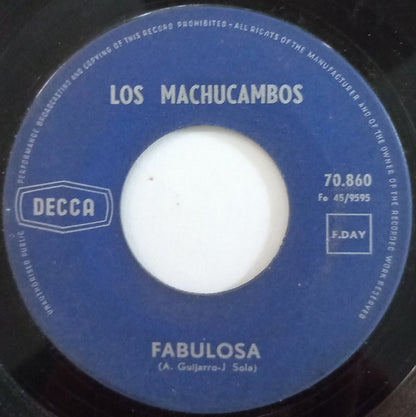 UNAUTHORISED PUBLIC PERFORMANCE BROADCASTING AND COPYING OF THIS RECORD PROHIBITED - ALL RIGHTS OF THE MANUFACTURER AND OF THE OWNER OF THE RECORDED WORK RESERVED
LOS MACHUCAMBOS
70.860
Fo 45/9595
DECCA
F.DAY
FABULOSA
(A. Guijarro-J Sola)